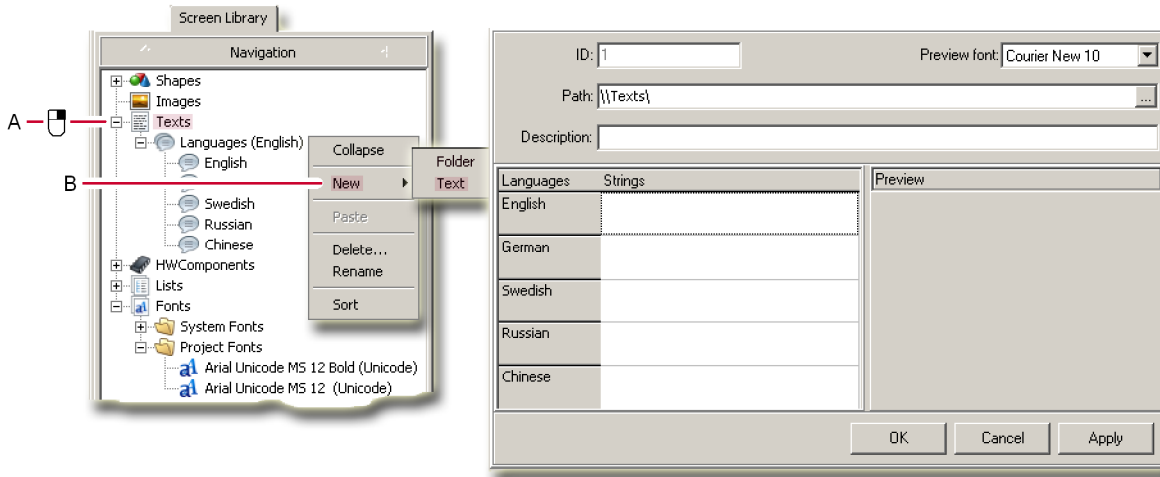 Screen Library
Navigation
Shapes
Images
Texts
Languages (English)
English
Swedish
Russian
Chinese
HWComponents
Lists
Fonts
System Fonts
Project Fonts
Arial Unicode MS 12 Bold (Unicode)
Arial Unicode MS 12 (Unicode)
A
B
Collapse
New
Paste
Delete...
Rename
Sort
Folder
Text
ID: 1
Preview font: Courier New 10
Path: \\Texts\
...
Description:
Languages Strings
Preview
English
German
Swedish
Russian
Chinese
OK Cancel Apply